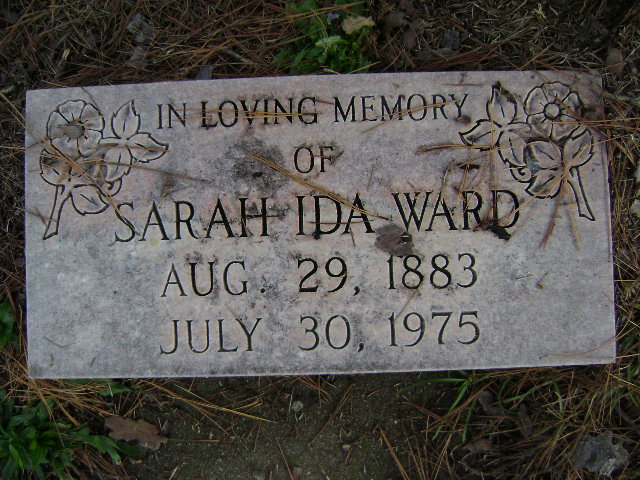 IN LOVING MEMORY
OF
SARAH IDA WARD
AUG. 29, 1883
JULY 30, 1975